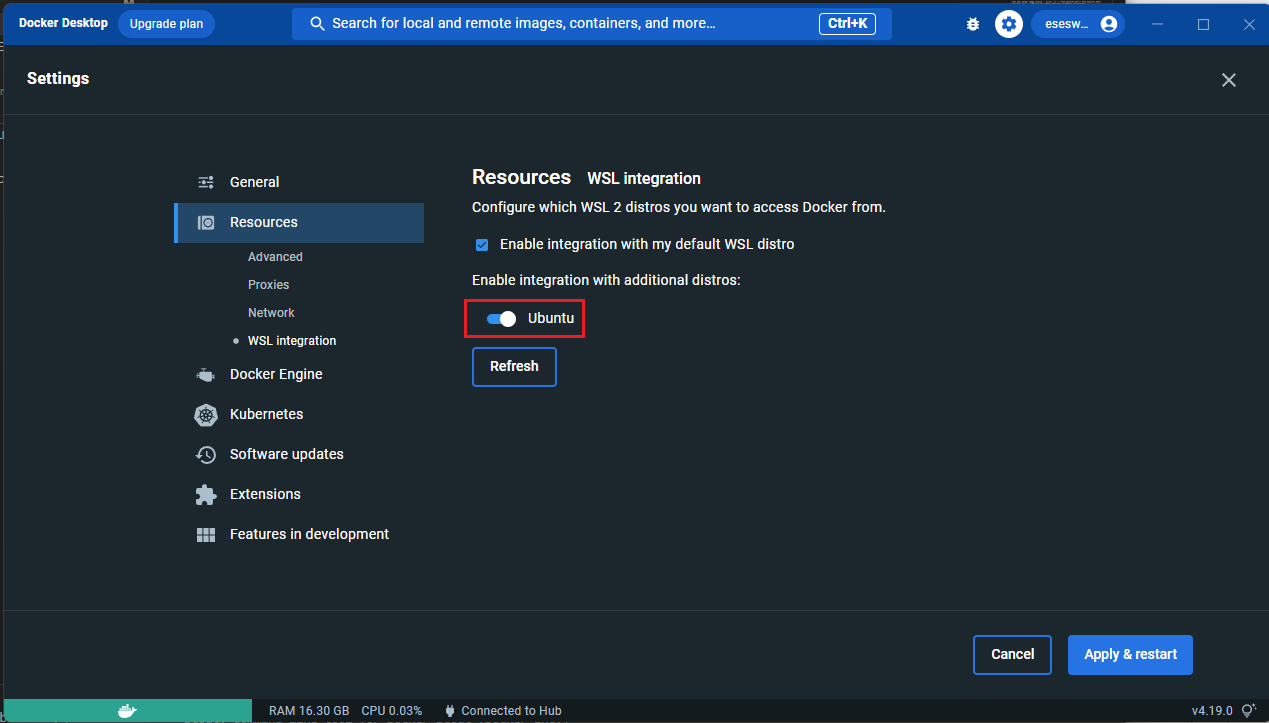 Docker Desktop Upgrade plan Search for local and remote images, containers, and more... Ctrl+K esesw...
Settings
General
Resources
Advanced
Proxies
Network
WSL integration
Docker Engine
Kubernetes
Software updates
Extensions
Features in development
Resources WSL integration
Configure which WSL 2 distros you want to access Docker from.
Enable integration with my default WSL distro
Enable integration with additional distros:
Ubuntu
Refresh
Cancel Apply & restart
RAM 16.30 GB CPU 0.03% Connected to Hub v4.19.0